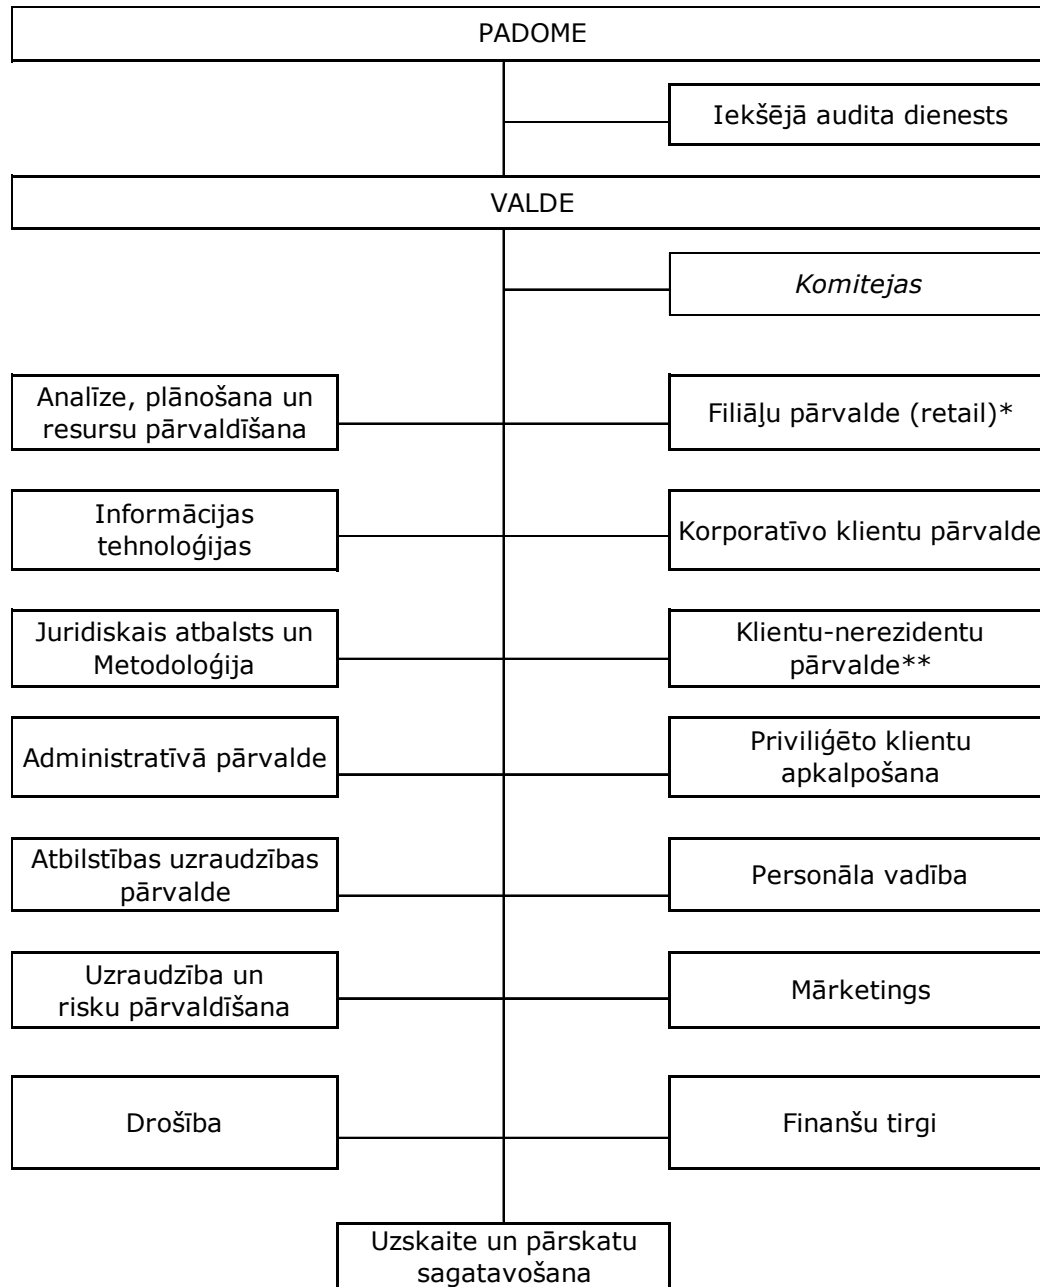 PADOME
Iekšējā audita dienests
VALDE
Komitejas
Analīze, plānošana un
resursu pārvaldīšana
Filiāļu pārvalde (retail)*
Informācijas
tehnoloģijas
Korporatīvo klientu pārvalde
Juridiskais atbalsts un
Metodoloģija
Klientu-nerezidentu
pārvalde**
Administratīvā pārvalde
Priviliģēto klientu
apkalpošana
Atbilstības uzraudzības
pārvalde
Personāla vadība
Uzraudzība un
risku pārvaldīšana
Mārketings
Drošība
Finanšu tirgi
Uzskaite un pārskatu
sagatavošana